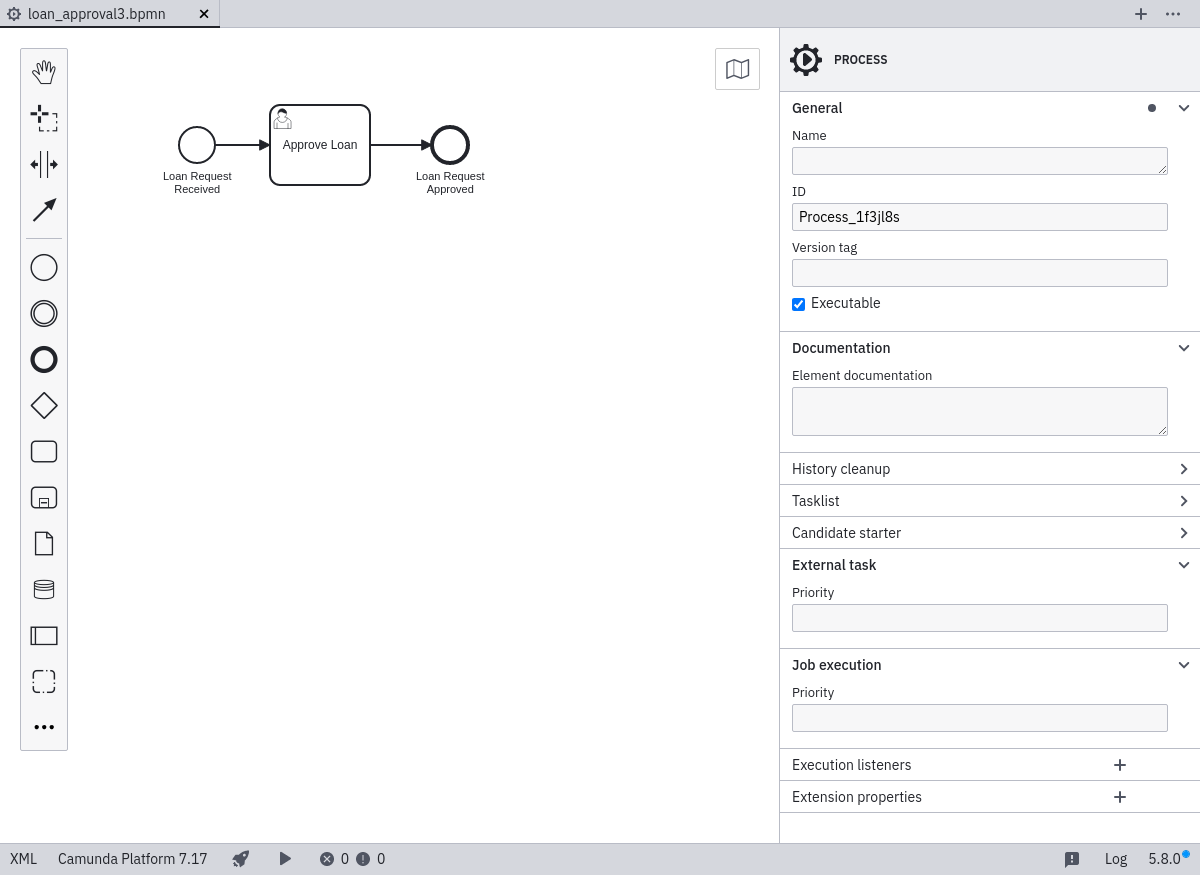 loan_approval3.bpmn
PROCESS
General
Name
ID
Process_1f3jl8s
Version tag
Executable
Documentation
Element documentation
History cleanup
Tasklist
Candidate starter
External task
Priority
Job execution
Priority
Execution listeners
Extension properties
Approve Loan
Loan Request
Received
Loan Request
Approved
XML Camunda Platform 7.17 0 0 Log 5.8.0